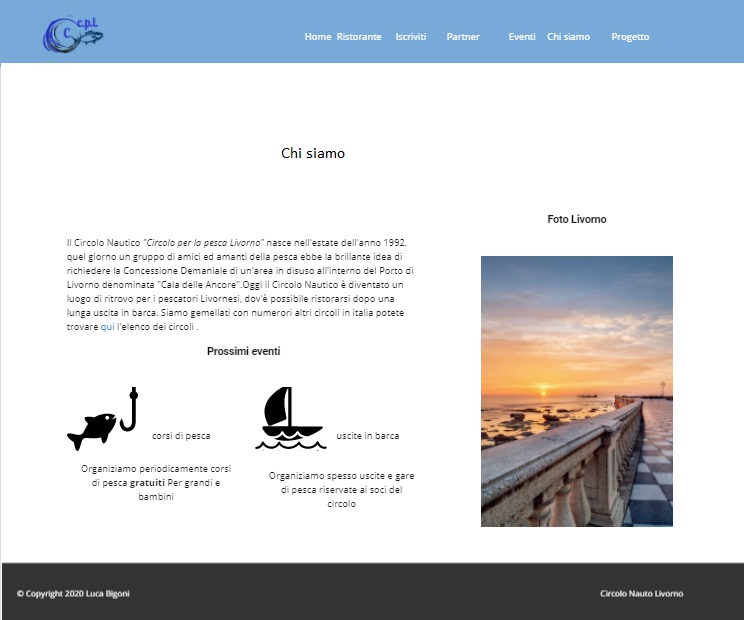 C c.p.L
Home Ristorante Iscriviti Partner Eventi Chi siamo Progetto
Chi siamo
Foto Livorno
Il Circolo Nautico "Circolo per la pesca Livorno" nasce nell'estate dell'anno 1992,
quel giorno un gruppo di amici ed amanti della pesca ebbe la brillante idea di
richiedere la Concessione Demaniale di un'area in disuso all'interno del Porto di
Livorno denominata "Cala delle Ancore".Oggi il Circolo Nautico è diventato un
luogo di ritrovo per i pescatori Livornesi, dov'è possibile ristorarsi dopo una
lunga uscita in barca. Siamo gemellati con numerori altri circoli in italia potete
trovare qui l'elenco dei circoli .
Prossimi eventi
corsi di pesca
Organiziamo periodicamente corsi
di pesca gratuiti Per grandi e
bambini
uscite in barca
Organiziamo spesso uscite e gare
di pesca riservate ai soci del
circolo
© Copyright 2020 Luca Bigoni
Circolo Nauto Livorno